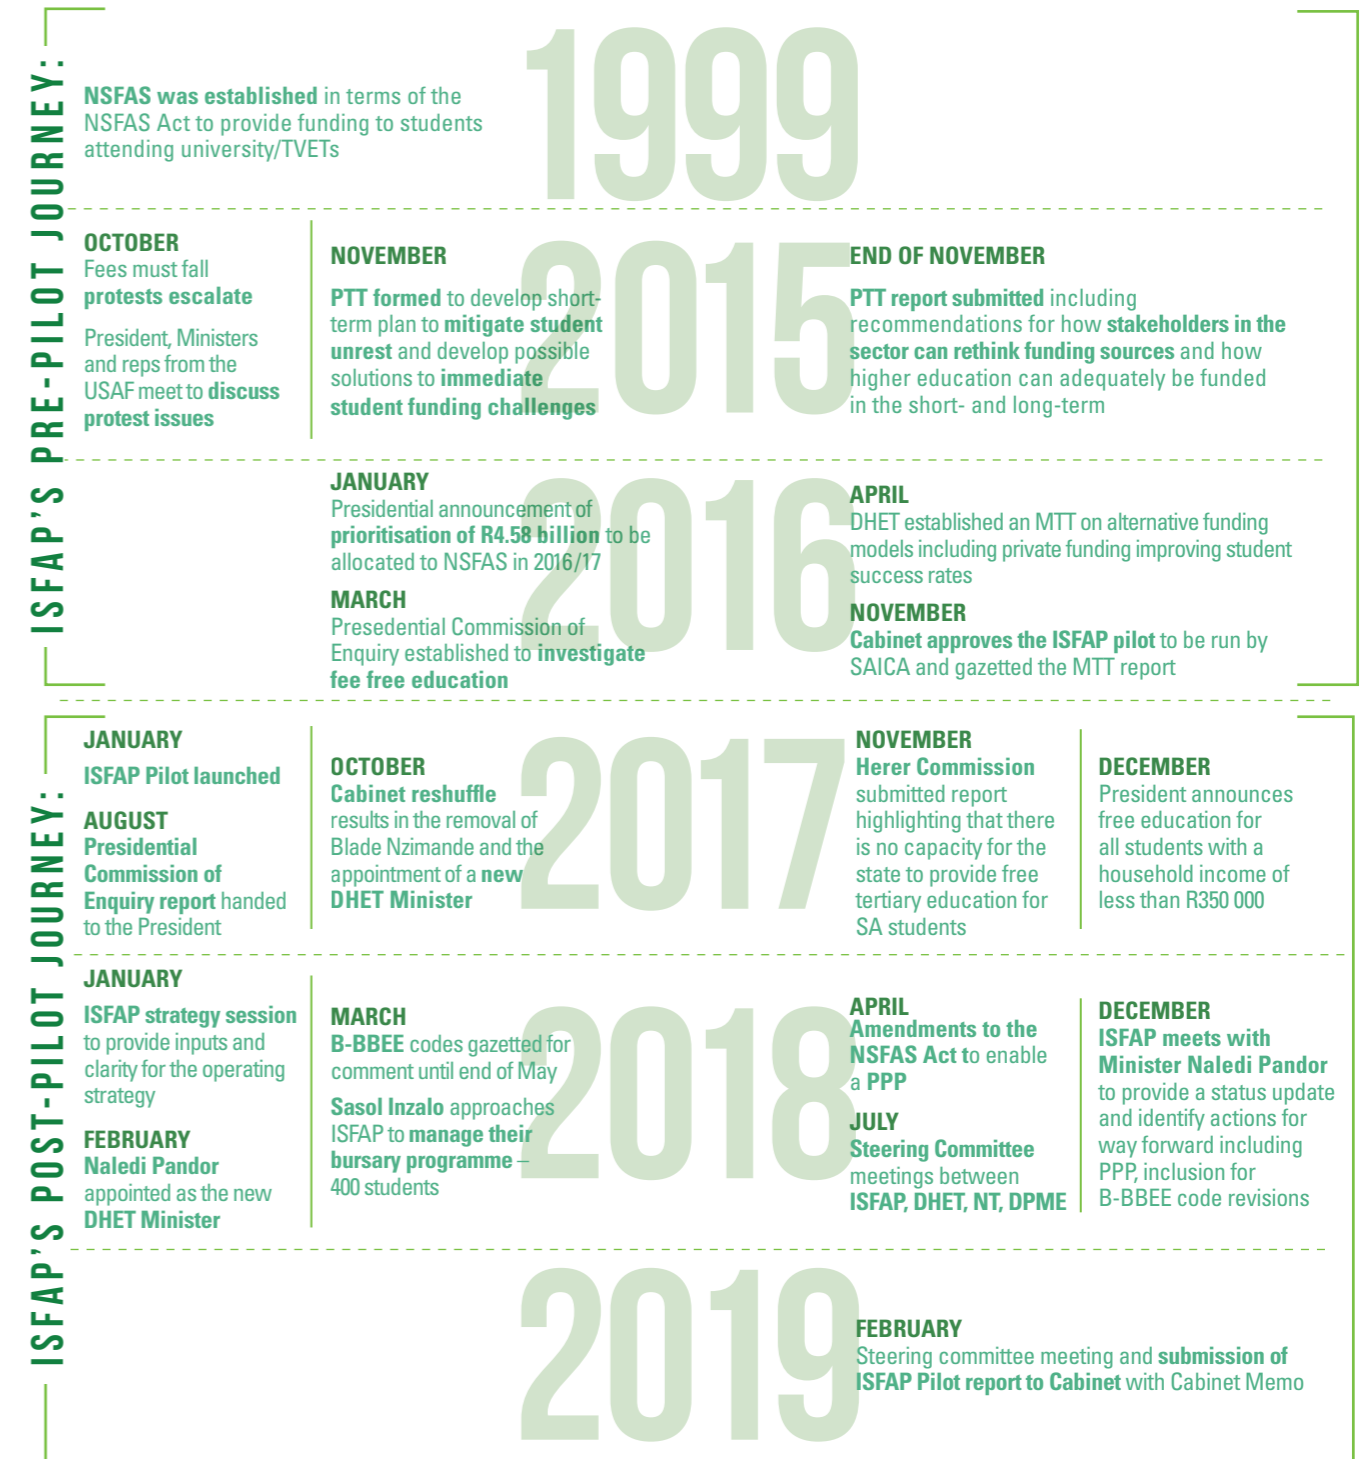 ISFAP'S PRE-PILOT JOURNEY:
1999
NSFAS was established in terms of the
NSFAS Act to provide funding to students
attending university/TVETs
2015
OCTOBER
Fees must fall
protests escalate
President, Ministers
and reps from the
USAF meet to discuss
protest issues
NOVEMBER
PTT formed to develop short-
term plan to mitigate student
unrest and develop possible
solutions to immediate
student funding challenges
END OF NOVEMBER
PTT report submitted including
recommendations for how stakeholders in the
sector can rethink funding sources and how
higher education can adequately be funded
in the short- and long-term
2016
JANUARY
Presidential announcement of
prioritisation of R4.58 billion to be
allocated to NSFAS in 2016/17
MARCH
Presedential Commission of
Enquiry established to investigate
fee free education
APRIL
DHET established an MTT on alternative funding
models including private funding improving student
success rates
NOVEMBER
Cabinet approves the ISFAP pilot to be run by
SAICA and gazetted the MTT report
ISFAP'S POST-PILOT JOURNEY:
2017
JANUARY
ISFAP Pilot launched
AUGUST
Presidential
Commission of
Enquiry report handed
to the President
OCTOBER
Cabinet reshuffle
results in the removal of
Blade Nzimande and the
appointment of a new
DHET Minister
NOVEMBER
Herer Commission
submitted report
highlighting that there
is no capacity for the
state to provide free
tertiary education for
SA students
DECEMBER
President announces
free education for
all students with a
household income of
less than R350 000
2018
JANUARY
ISFAP strategy session
to provide inputs and
clarity for the operating
strategy
FEBRUARY
Naledi Pandor
appointed as the new
DHET Minister
MARCH
B-BBEE codes gazetted for
comment until end of May
Sasol Inzalo approaches
ISFAP to manage their
bursary programme –
400 students
APRIL
Amendments to the
NSFAS Act to enable
a PPP
JULY
Steering Committee
meetings between
ISFAP, DHET, NT, DPME
DECEMBER
ISFAP meets with
Minister Naledi Pandor
to provide a status update
and identify actions for
way forward including
PPP, inclusion for
B-BBEE code revisions
2019
FEBRUARY
Steering committee meeting and submission of
ISFAP Pilot report to Cabinet with Cabinet Memo